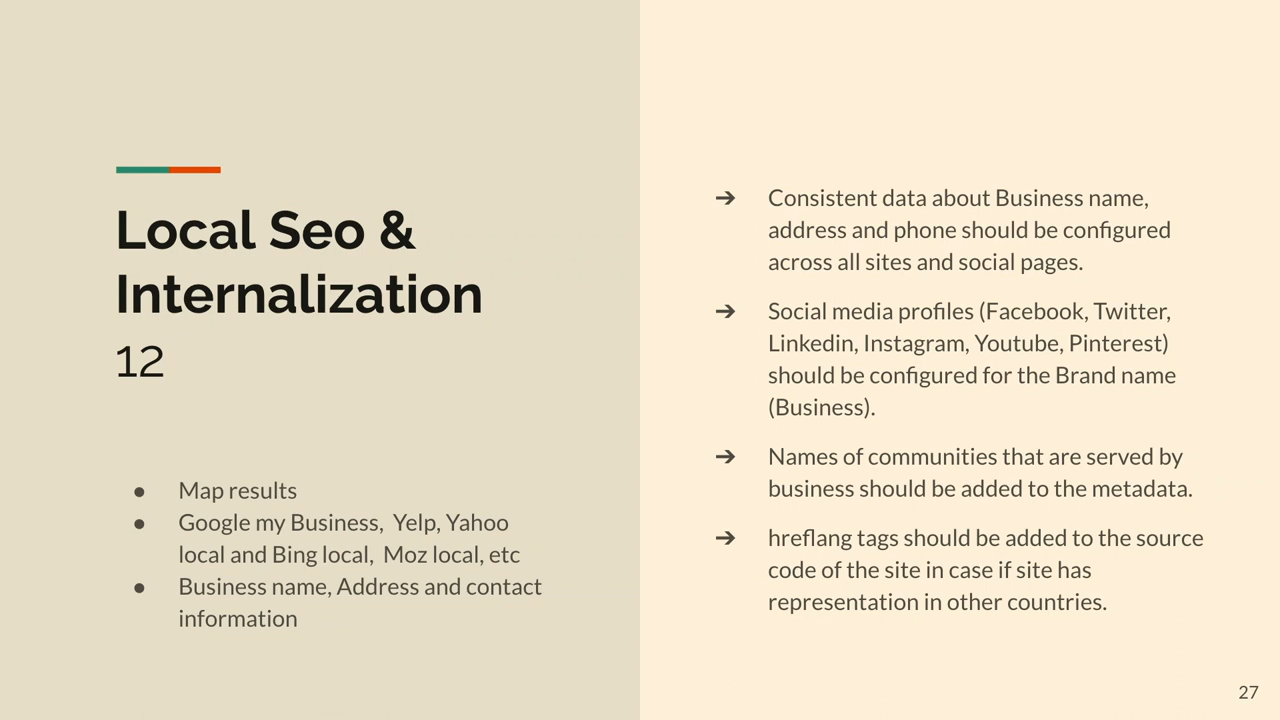 Local Seo &
Internalization
12
● Map results
● Google my Business,  Yelp, Yahoo
local and Bing local,  Moz local, etc
● Business name, Address and contact
information
➔ Consistent data about Business name,
address and phone should be configured
across all sites and social pages.
➔ Social media profiles (Facebook, Twitter,
Linkedin, Instagram, Youtube, Pinterest)
should be configured for the Brand name
(Business).
➔ Names of communities that are served by
business should be added to the metadata.
➔ hreflang tags should be added to the source
code of the site in case if site has
representation in other countries.
27